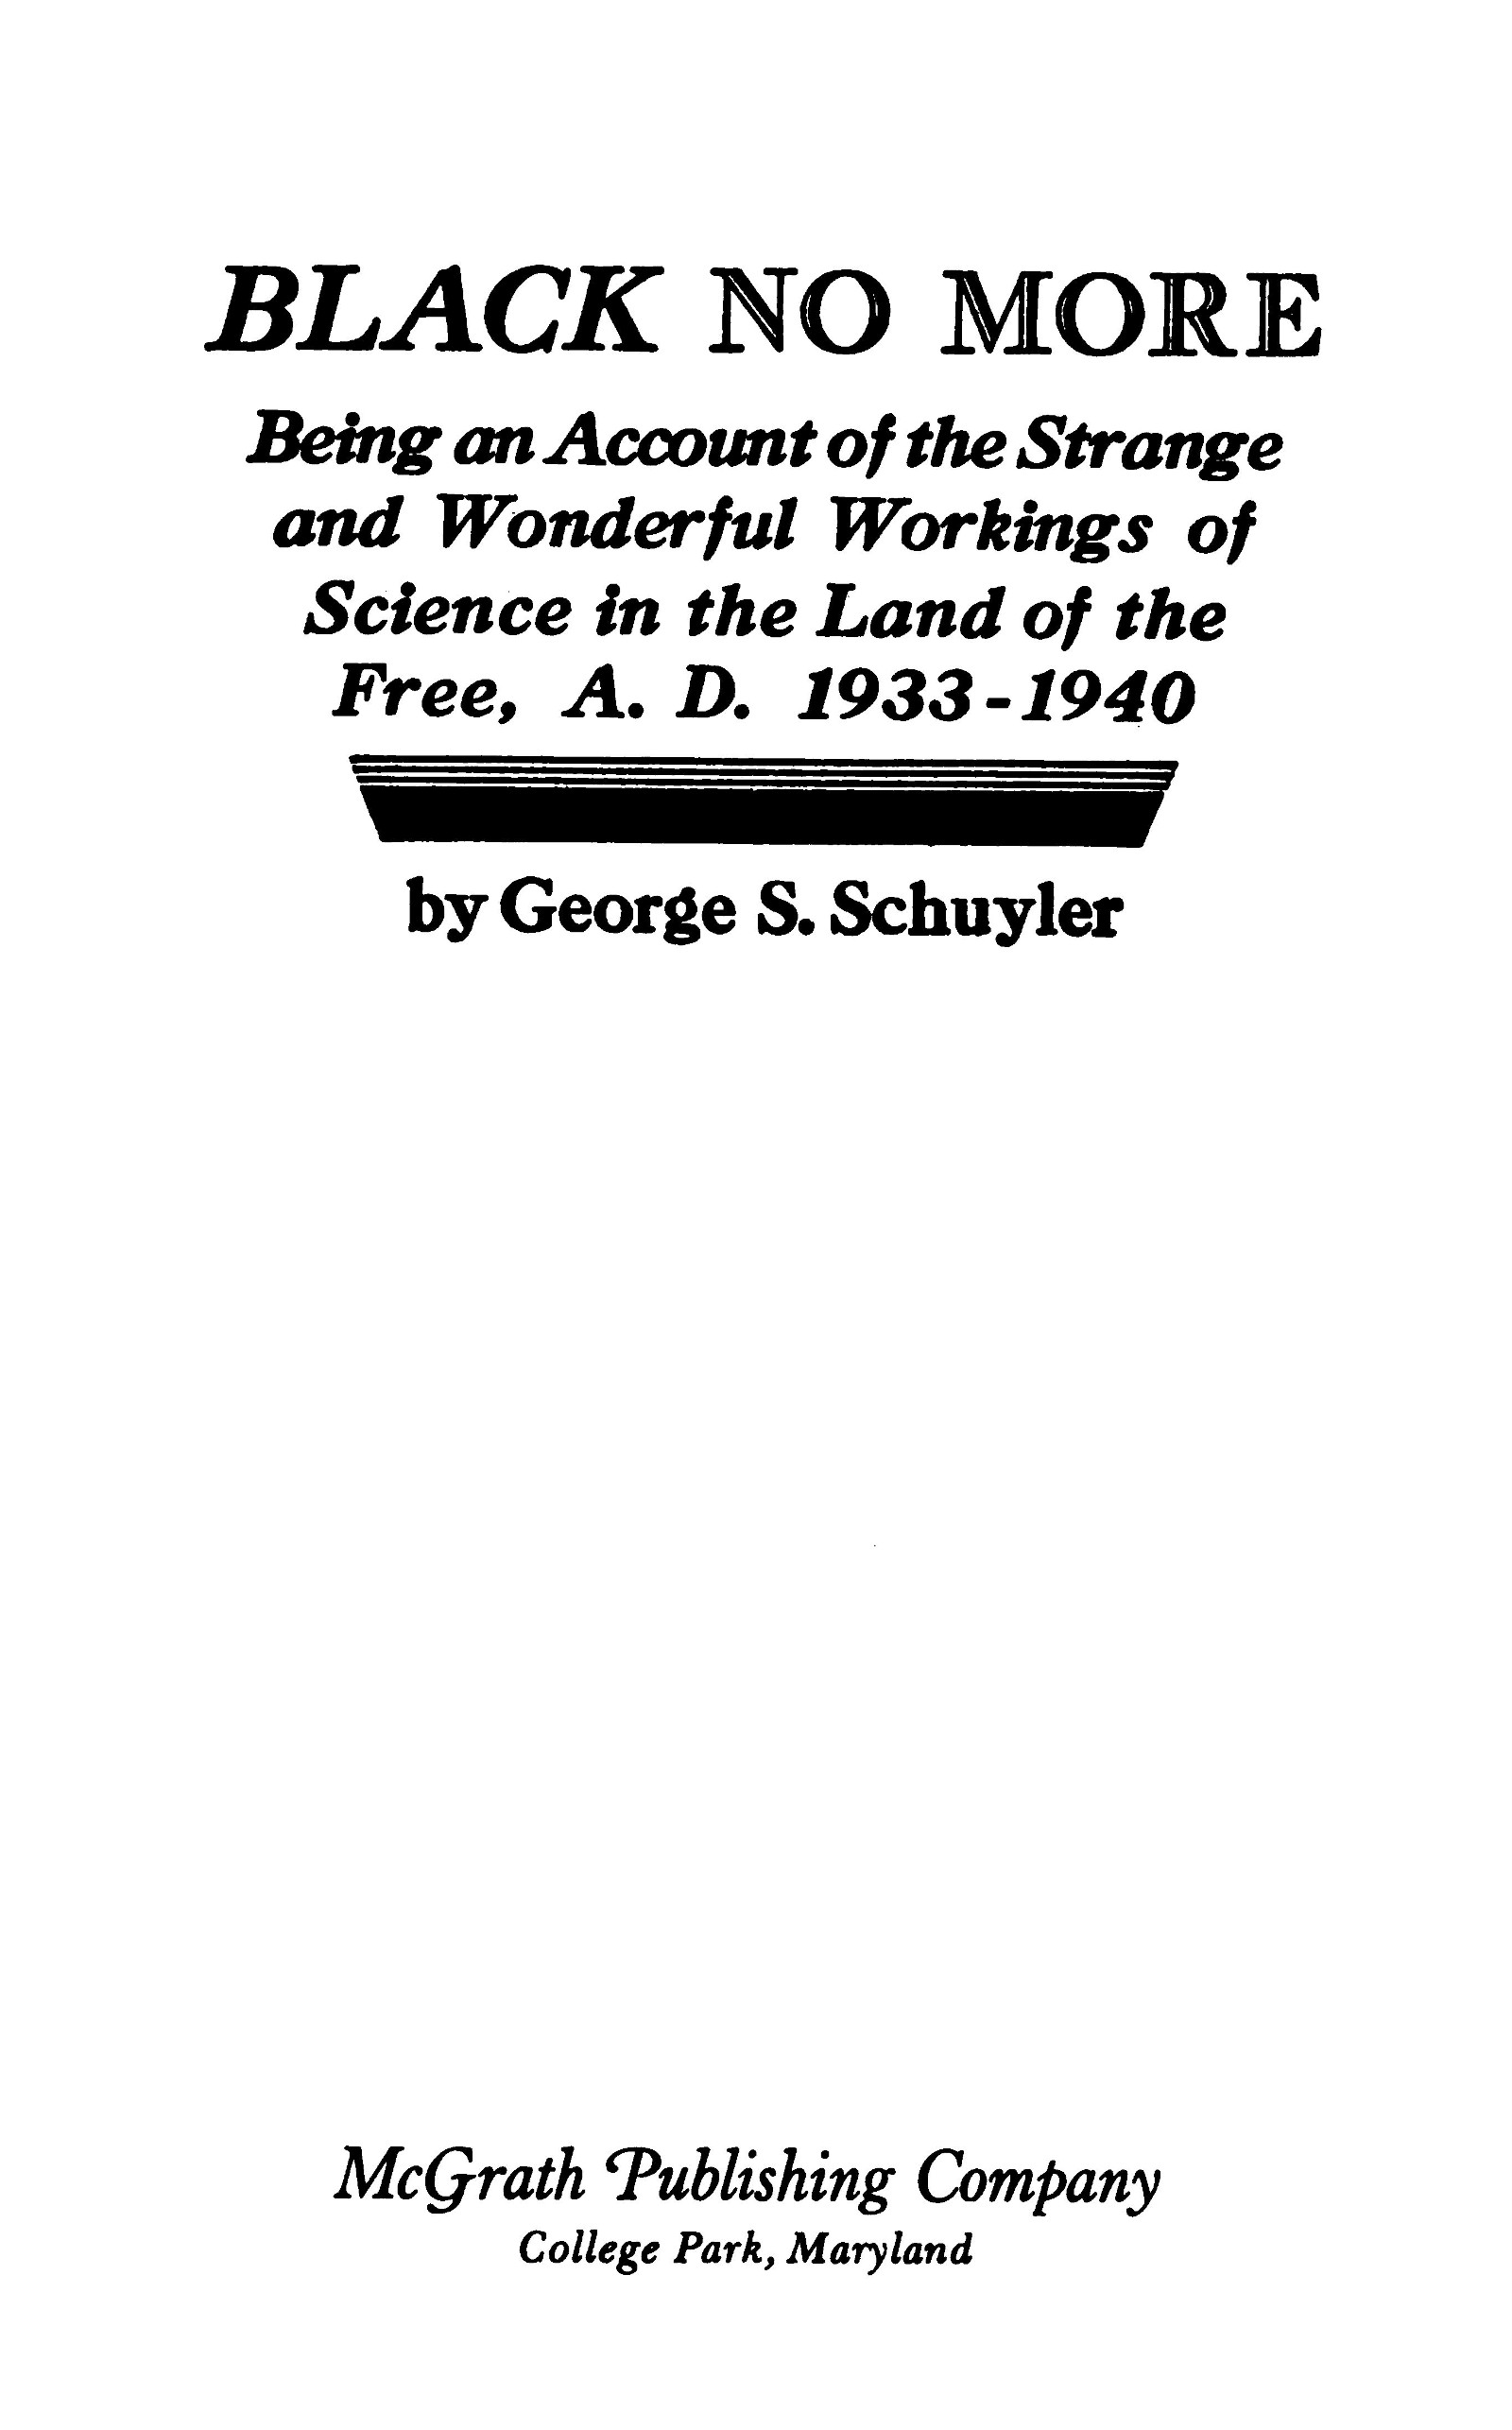 BLACK NO MORE
Being an Account of the Strange
and Wonderful Workings of
Science in the Land of the
Free, A. D. 1933-1940
by George S. Schuyler
McGrath Publishing Company
College Park, Maryland